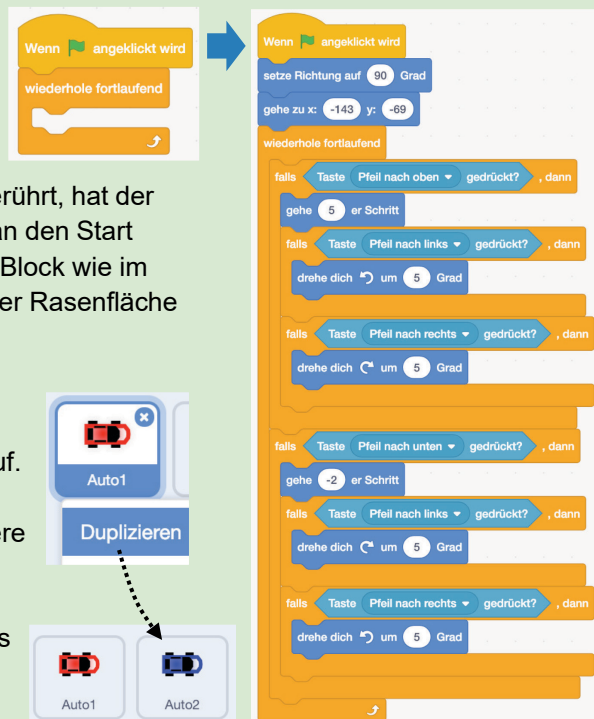 Wenn angeklickt wird
wiederhole fortlaufend
erührt, hat der
an den Start
Block wie im
er Rasenfläche
Auto1
uf.
Duplizieren
ere
s
Auto1 Auto2
Wenn angeklickt wird
setze Richtung auf 90 Grad
gehe zu x: -143 y: -69
wiederhole fortlaufend
falls Taste Pfeil nach oben gedrückt? , dann
gehe 5 er Schritt
falls Taste Pfeil nach links gedrückt? , dann
drehe dich um 5 Grad
falls Taste Pfeil nach rechts gedrückt? , dann
drehe dich um 5 Grad
falls Taste Pfeil nach unten gedrückt? , dann
gehe -2 er Schritt
falls Taste Pfeil nach links gedrückt? , dann
drehe dich um 5 Grad
falls Taste Pfeil nach rechts gedrückt? , dann
drehe dich um 5 Grad